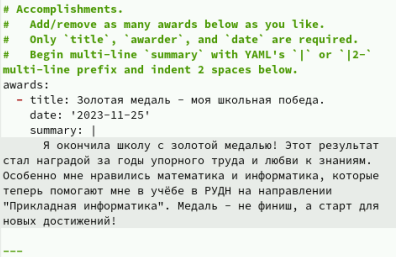 # Accomplishments.
#   Add/remove as many awards below as you like.
#   Only `title`, `awarder`, and `date` are required.
#   Begin multi-line `summary` with YAML's `|` or `|2-`
multi-line prefix and indent 2 spaces below.
awards:
  - title: Золотая медаль - моя школьная победа.
    date: '2023-11-25'
    summary: |
      Я окончила школу с золотой медалью! Этот результат
стал наградой за годы упорного труда и любви к знаниям.
Особенно мне нравились математика и информатика, которые
теперь помогают мне в учёбе в РУДН на направлении
"Прикладная информатика". Медаль - не финиш, а старт для
новых достижений!
---